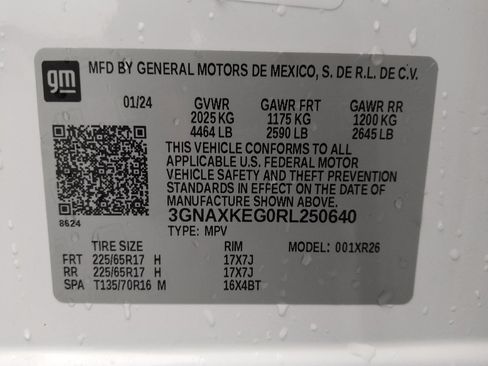 gm MFD BY GENERAL MOTORS DE MEXICO, S. DE R.L. DE C.V.
01/24 GVWR GAWR FRT GAWR RR
2025 KG 1175 KG 1200 KG
4464 LB 2590 LB 2645 LB
THIS VEHICLE CONFORMS TO ALL
APPLICABLE U.S. FEDERAL MOTOR
VEHICLE SAFETY AND THEFT PREVENTION
STANDARDS IN EFFECT ON THE DATE OF
MANUFACTURE SHOWN ABOVE.
3GNAXKEG0RL250640
8624 TYPE: MPV
TIRE SIZE RIM MODEL: 001XR26
FRT 225/65R17 H 17X7J
RR 225/65R17 H 17X7J
SPA T135/70R16 M 16X4BT